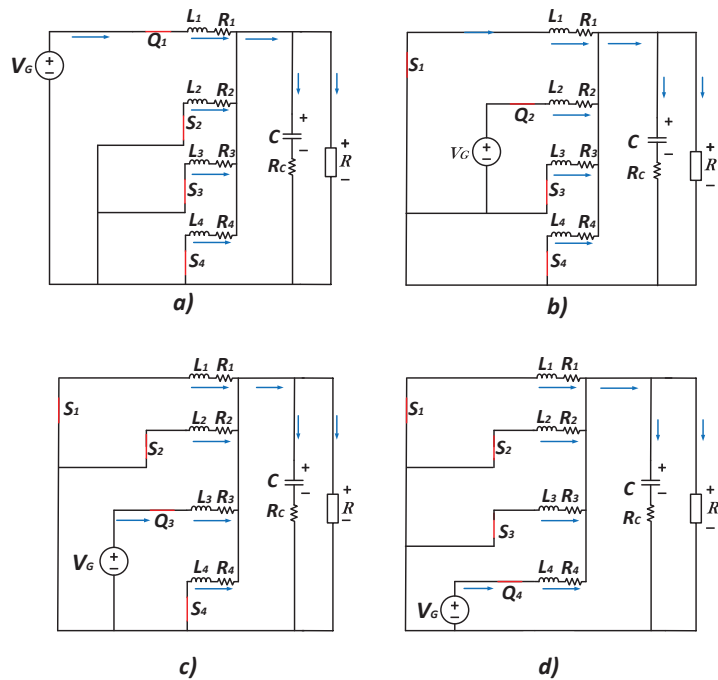 L1 R1
VG
Q1
L2 R2
S2
L3 R3
S3
L4 R4
S4
+
C
−
RC
+
R
−
a)
L1 R1
S1
L2 R2
Q2
VG
L3 R3
S3
L4 R4
S4
+
C
−
RC
+
R
−
b)
L1 R1
S1
L2 R2
S2
L3 R3
Q3
VG
L4 R4
S4
+
C
−
RC
+
R
−
c)
L1 R1
S1
L2 R2
S2
L3 R3
S3
L4 R4
Q4
VG
+
C
−
RC
+
R
−
d)